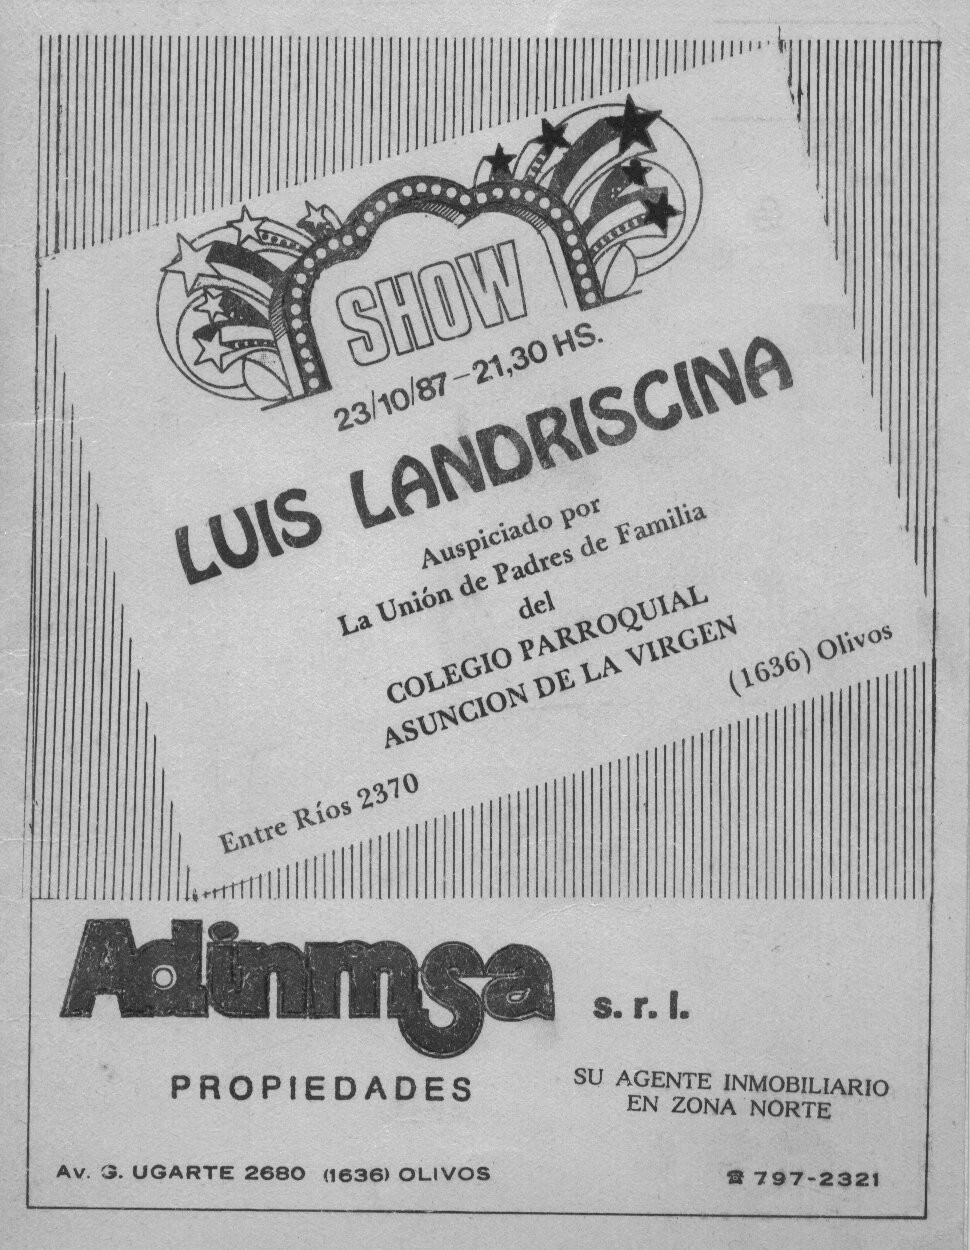 SHOW
23/10/87 - 21,30 HS.
LUIS LANDRISCINA
Auspiciado por
La Unión de Padres de Familia
del
COLEGIO PARROQUIAL
ASUNCION DE LA VIRGEN
(1636) Olivos
Entre Ríos 2370
Adinmsa s. r. l.
PROPIEDADES
SU AGENTE INMOBILIARIO
EN ZONA NORTE
Av. G. UGARTE 2680 (1636) OLIVOS
☎ 797-2321